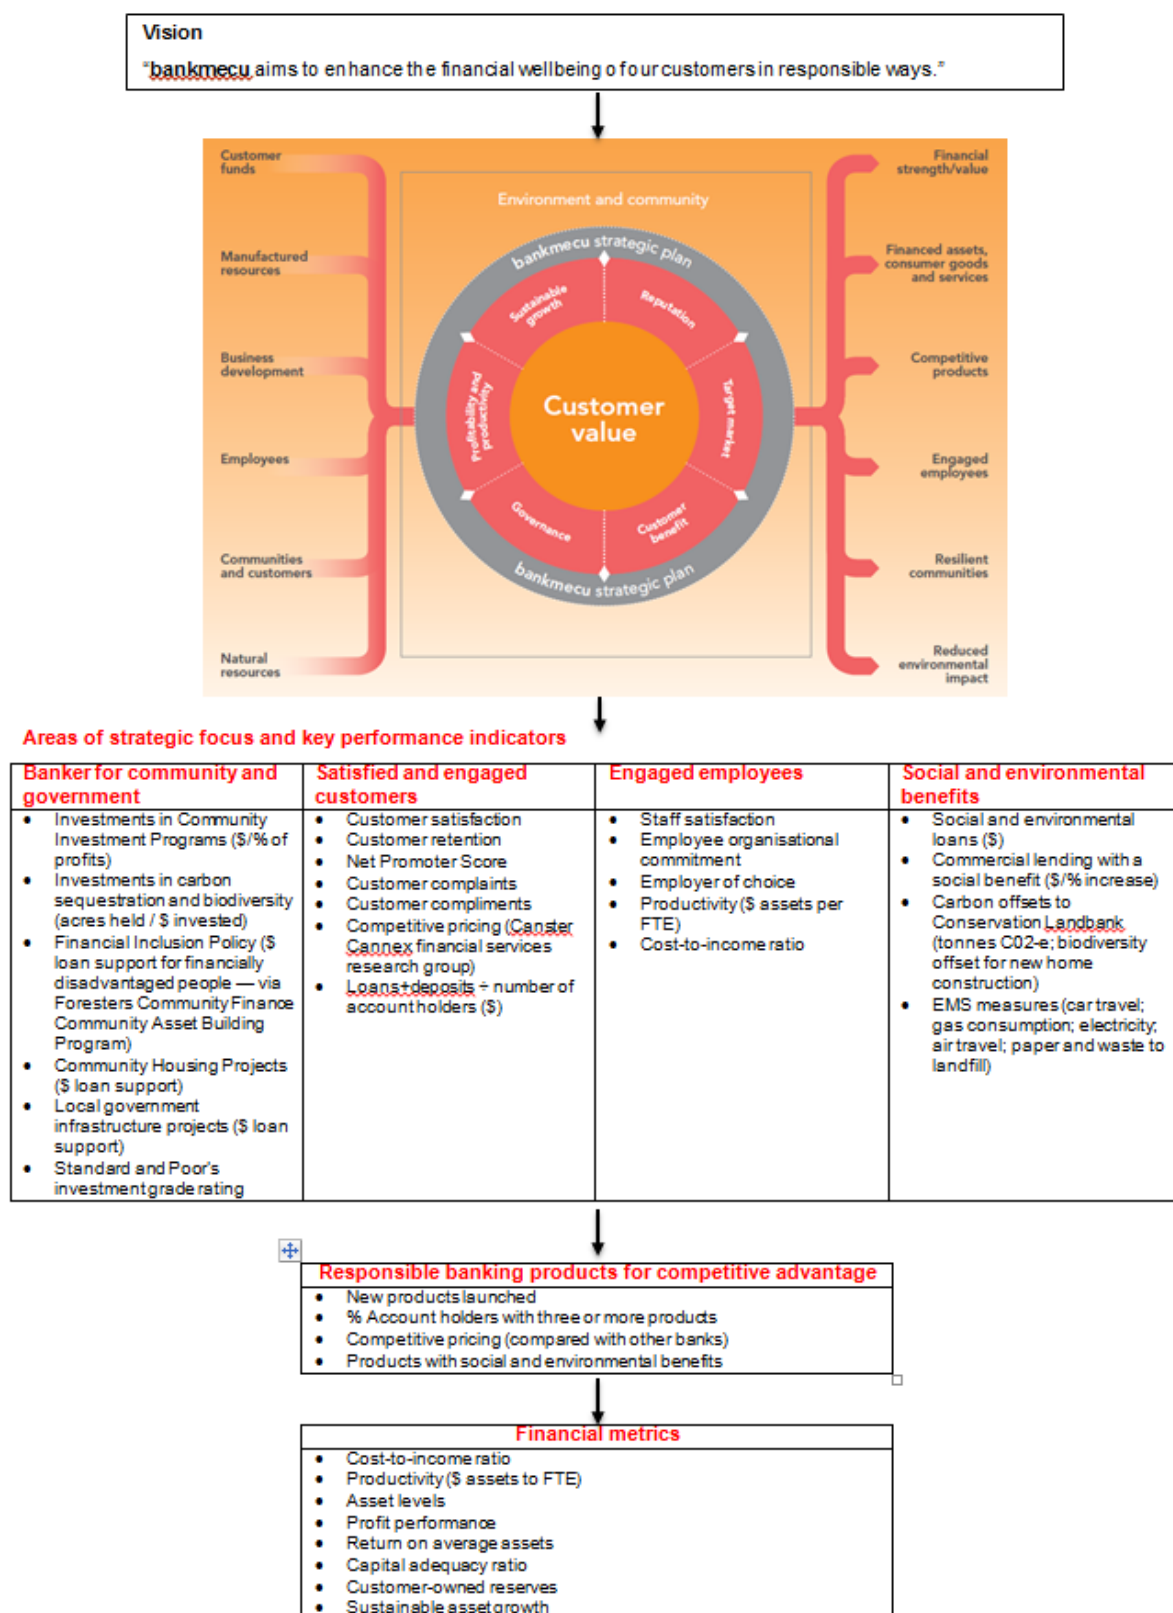 Vision
“bankmecu aims to enhance the financial wellbeing of our customers in responsible ways.”
Customer
funds
Manufactured
resources
Business
development
Employees
Communities
and customers
Natural
resources
Environment and community
bankmecu strategic plan
Sustainable
growth
Reputation
Profitability and
productivity
Customer
value
Target market
Governance
Customer
benefit
bankmecu strategic plan
Financial
strength/value
Financed assets,
consumer goods
and services
Competitive
products
Engaged
employees
Resilient
communities
Reduced
environmental
impact
Areas of strategic focus and key performance indicators
Banker for community and
government
• Investments in Community
Investment Programs ($/% of
profits)
• Investments in carbon
sequestration and biodiversity
(acres held / $ invested)
• Financial Inclusion Policy ($
loan support for financially
disadvantaged people — via
Foresters Community Finance
Community Asset Building
Program)
• Community Housing Projects
($ loan support)
• Local government
infrastructure projects ($ loan
support)
• Standard and Poor's
investment grade rating
Satisfied and engaged
customers
• Customer satisfaction
• Customer retention
• Net Promoter Score
• Customer complaints
• Customer compliments
• Competitive pricing (Canster
Cannex financial services
research group)
• Loans+deposits ÷ number of
account holders ($)
Engaged employees
• Staff satisfaction
• Employee organisational
commitment
• Employer of choice
• Productivity ($ assets per
FTE)
• Cost-to-income ratio
Social and environmental
benefits
• Social and environmental
loans ($)
• Commercial lending with a
social benefit ($/% increase)
• Carbon offsets to
Conservation Landbank
(tonnes C02-e; biodiversity
offset for new home
construction)
• EMS measures (car travel;
gas consumption; electricity;
air travel; paper and waste to
landfill)
Responsible banking products for competitive advantage
• New products launched
• % Account holders with three or more products
• Competitive pricing (compared with other banks)
• Products with social and environmental benefits
Financial metrics
• Cost-to-income ratio
• Productivity ($ assets to FTE)
• Asset levels
• Profit performance
• Return on average assets
• Capital adequacy ratio
• Customer-owned reserves
• Sustainable asset growth